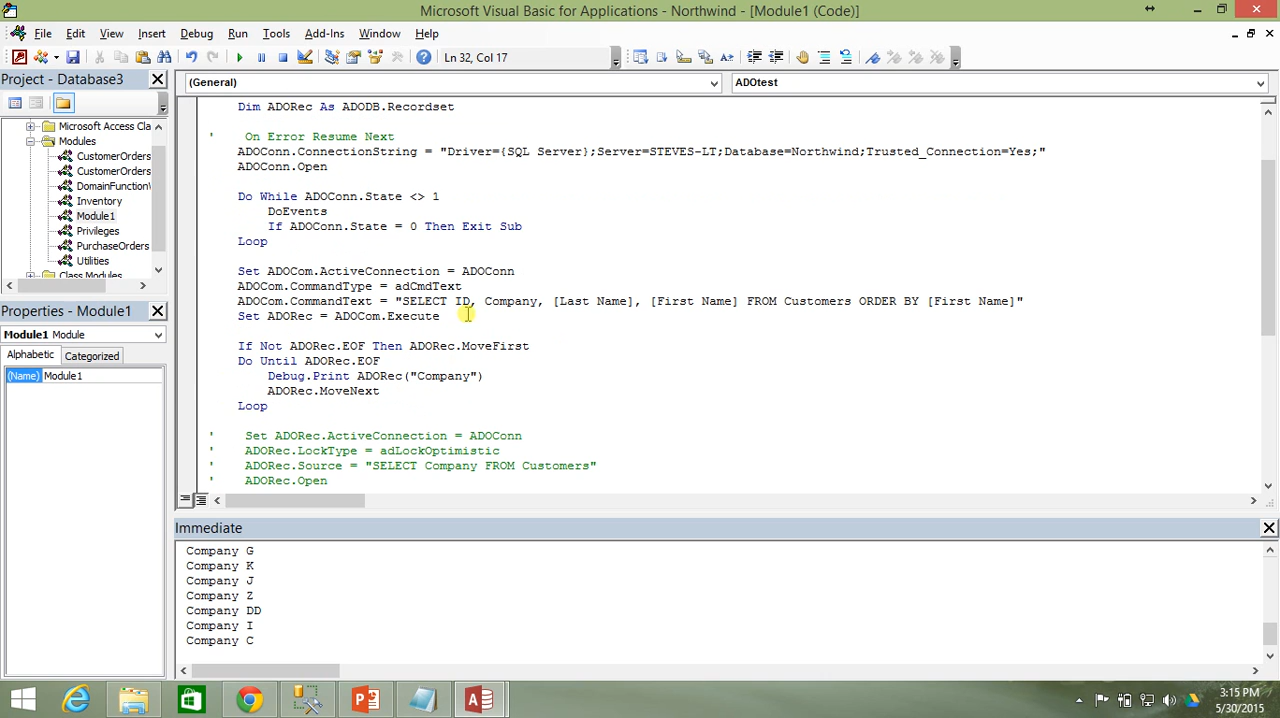 Microsoft Visual Basic for Applications - Northwind - [Module1 (Code)]
File Edit View Insert Debug Run Tools Add-Ins Window Help
Ln 32, Col 17
Project - Database3
(General)
ADOtest
Microsoft Access Cla
Modules
CustomerOrders
CustomerOrders
DomainFunction
Inventory
Module1
Privileges
PurchaseOrders
Utilities
Class Modules
Properties - Module1
Module1 Module
Alphabetic Categorized
(Name) Module1
Dim ADORec As ADODB.Recordset
' On Error Resume Next
ADOConn.ConnectionString = "Driver={SQL Server};Server=STEVES-LT;Database=Northwind;Trusted_Connection=Yes;"
ADOConn.Open
Do While ADOConn.State <> 1
DoEvents
If ADOConn.State = 0 Then Exit Sub
Loop
Set ADOCom.ActiveConnection = ADOConn
ADOCom.CommandType = adCmdText
ADOCom.CommandText = "SELECT ID, Company, [Last Name], [First Name] FROM Customers ORDER BY [First Name]"
Set ADORec = ADOCom.Execute
If Not ADORec.EOF Then ADORec.MoveFirst
Do Until ADORec.EOF
Debug.Print ADORec("Company")
ADORec.MoveNext
Loop
' Set ADORec.ActiveConnection = ADOConn
' ADORec.LockType = adLockOptimistic
' ADORec.Source = "SELECT Company FROM Customers"
' ADORec.Open
Immediate
Company G
Company K
Company J
Company Z
Company DD
Company I
Company C
3:15 PM
5/30/2015